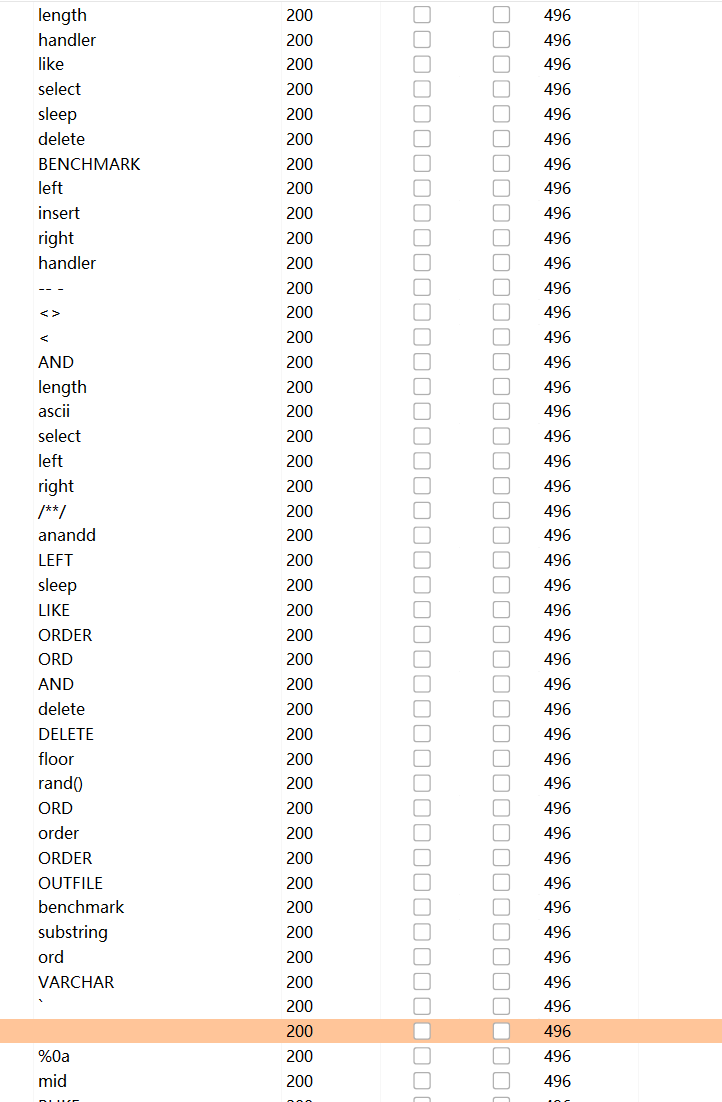 length 200 496
handler 200 496
like 200 496
select 200 496
sleep 200 496
delete 200 496
BENCHMARK 200 496
left 200 496
insert 200 496
right 200 496
handler 200 496
-- - 200 496
<> 200 496
< 200 496
AND 200 496
length 200 496
ascii 200 496
select 200 496
left 200 496
right 200 496
/**/ 200 496
anandd 200 496
LEFT 200 496
sleep 200 496
LIKE 200 496
ORDER 200 496
ORD 200 496
AND 200 496
delete 200 496
DELETE 200 496
floor 200 496
rand() 200 496
ORD 200 496
order 200 496
ORDER 200 496
OUTFILE 200 496
benchmark 200 496
substring 200 496
ord 200 496
VARCHAR 200 496
` 200 496
200 496
%0a 200 496
mid 200 496